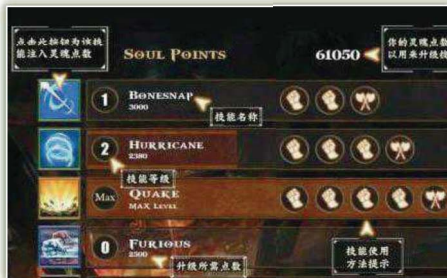 点击此按钮为该技
能注入灵魂点数
SOUL POINTS
61050
你的灵魂点数
以用来升级技
1
BONESNAP
3000
技能名称
2
HURRICANE
2380
技能等级
Max
QUAKE
MAX LEVEL
0
FURIOUS
2500
升级所需点数
技能使用
方法提示